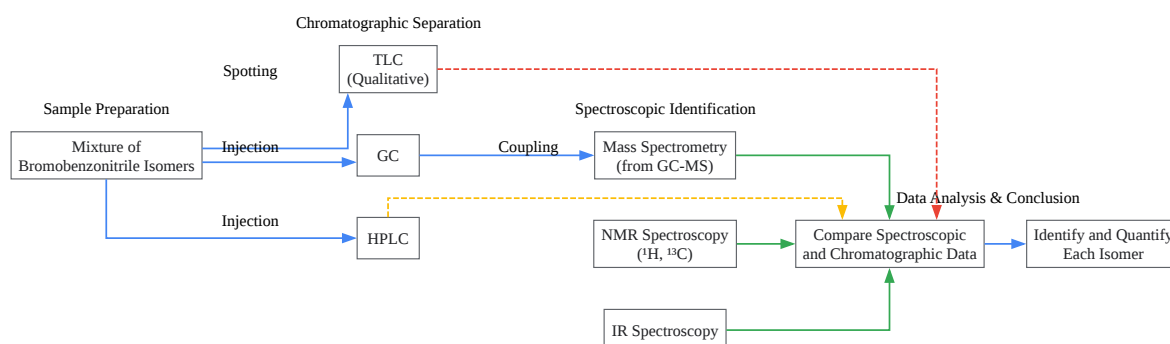 Chromatographic Separation
TLC
(Qualitative)
Spotting
Sample Preparation
Spectroscopic Identification
Mixture of
Bromobenzonitrile Isomers
Injection
GC
Coupling
Mass Spectrometry
(from GC-MS)
Data Analysis & Conclusion
Injection
HPLC
NMR Spectroscopy
(¹H, ¹³C)
Compare Spectroscopic
and Chromatographic Data
Identify and Quantify
Each Isomer
IR Spectroscopy